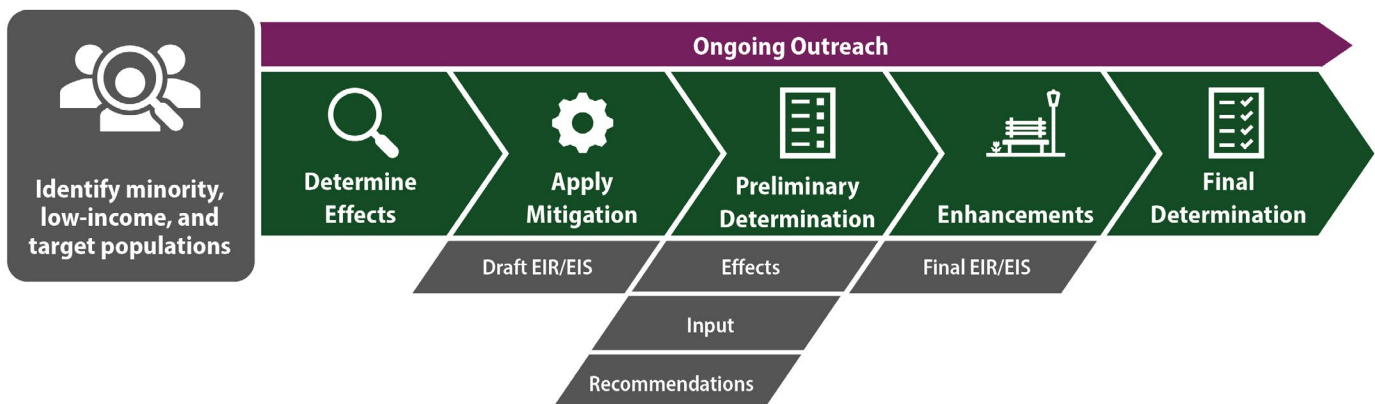 Ongoing Outreach
Identify minority,
low-income, and
target populations
Determine
Effects
Apply
Mitigation
Preliminary
Determination
Enhancements
Final
Determination
Draft EIR/EIS
Effects
Final EIR/EIS
Input
Recommendations